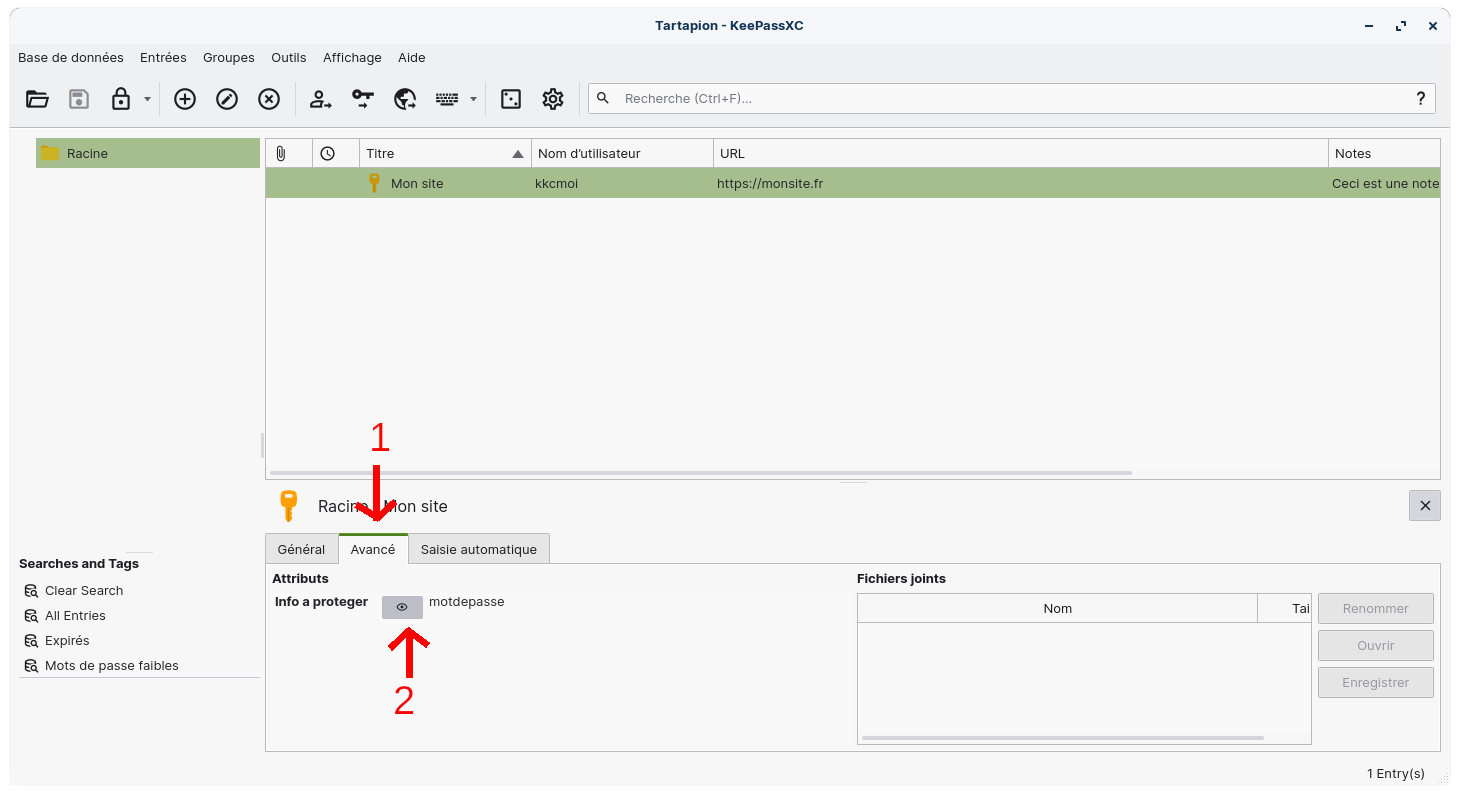 Tartapion - KeePassXC
Base de données Entrées Groupes Outils Affichage Aide
Recherche (Ctrl+F)... ?
Racine
Titre Nom d’utilisateur URL Notes
Mon site kkcmoi https://monsite.fr Ceci est une note
1
Racine Mon site
Général Avancé Saisie automatique
Attributs
Info a proteger motdepasse
2
Fichiers joints
Nom Tai
Renommer
Ouvrir
Enregistrer
Searches and Tags
Clear Search
All Entries
Expirés
Mots de passe faibles
1 Entry(s)